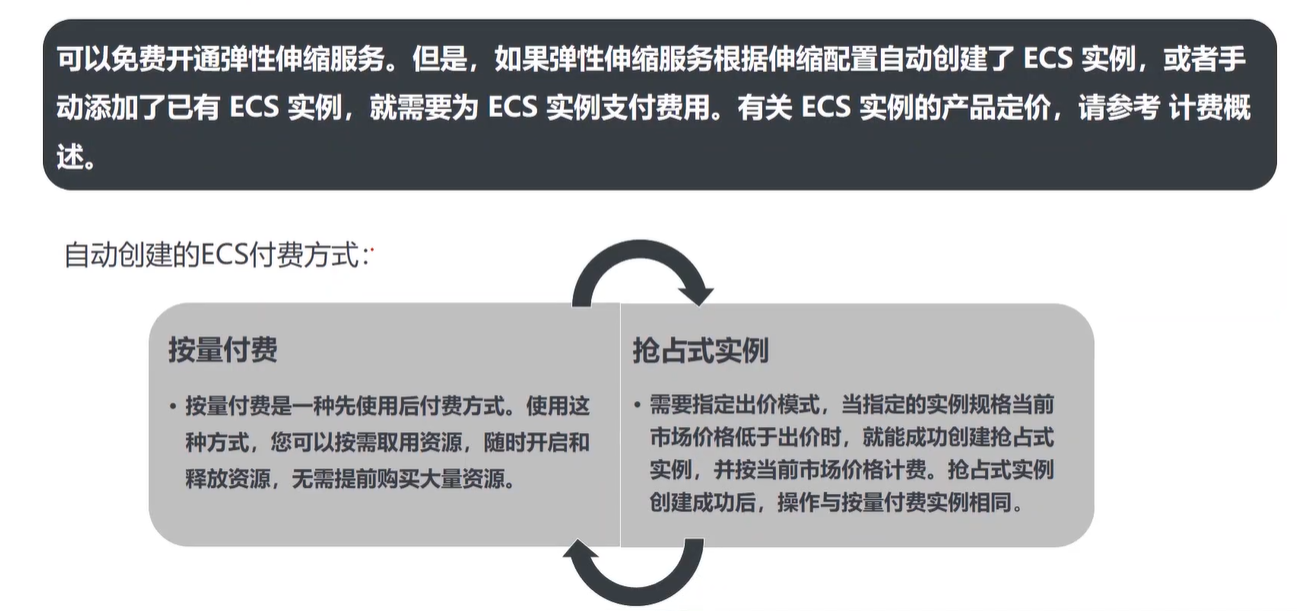 可以免费开通弹性伸缩服务。但是，如果弹性伸缩服务根据伸缩配置自动创建了 ECS 实例，或者手
动添加了已有 ECS 实例，就需要为 ECS 实例支付费用。有关 ECS 实例的产品定价，请参考 计费概
述。
自动创建的ECS付费方式：
按量付费
• 按量付费是一种先使用后付费方式。使用这
种方式，您可以按需取用资源，随时开启和
释放资源，无需提前购买大量资源。
抢占式实例
• 需要指定出价模式，当指定的实例规格当前
市场价格低于出价时，就能成功创建抢占式
实例，并按当前市场价格计费。抢占式实例
创建成功后，操作与按量付费实例相同。